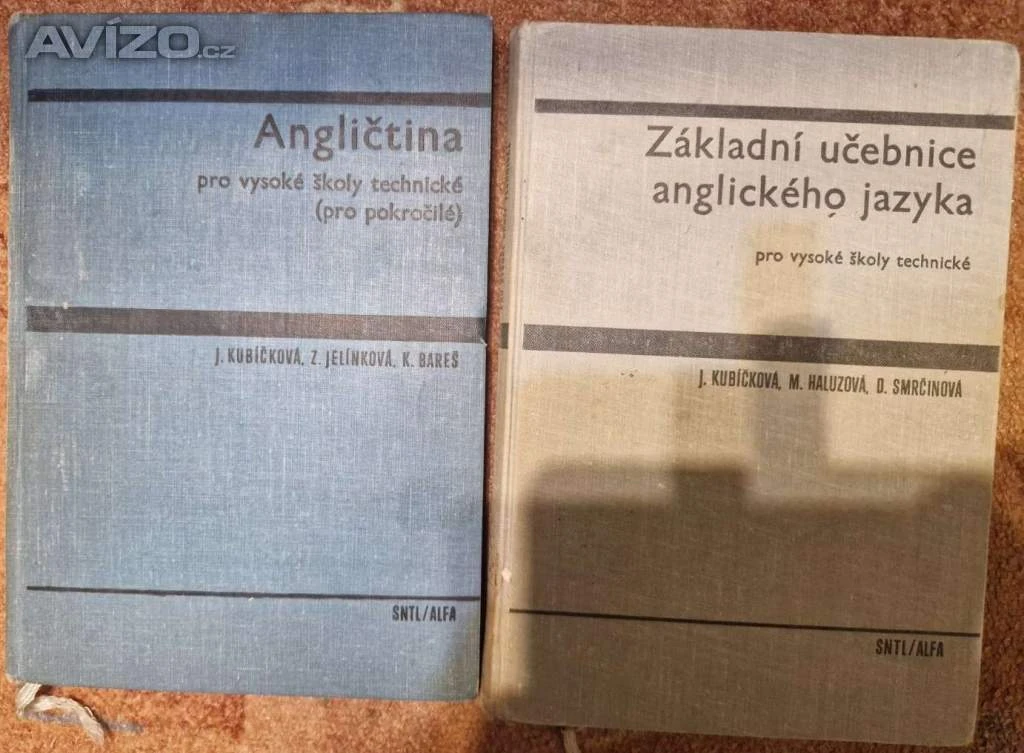 AVÍZO.cz
Angličtina
pro vysoké školy technické
(pro pokročilé)
J. KUBÍČKOVÁ, Z. JELÍNKOVÁ, K. BAREŠ
SNTL/ALFA
Základní učebnice
anglického jazyka
pro vysoké školy technické
J. KUBÍČKOVÁ, M. HALUZOVÁ, D. SMRČINOVÁ
SNTL/ALFA